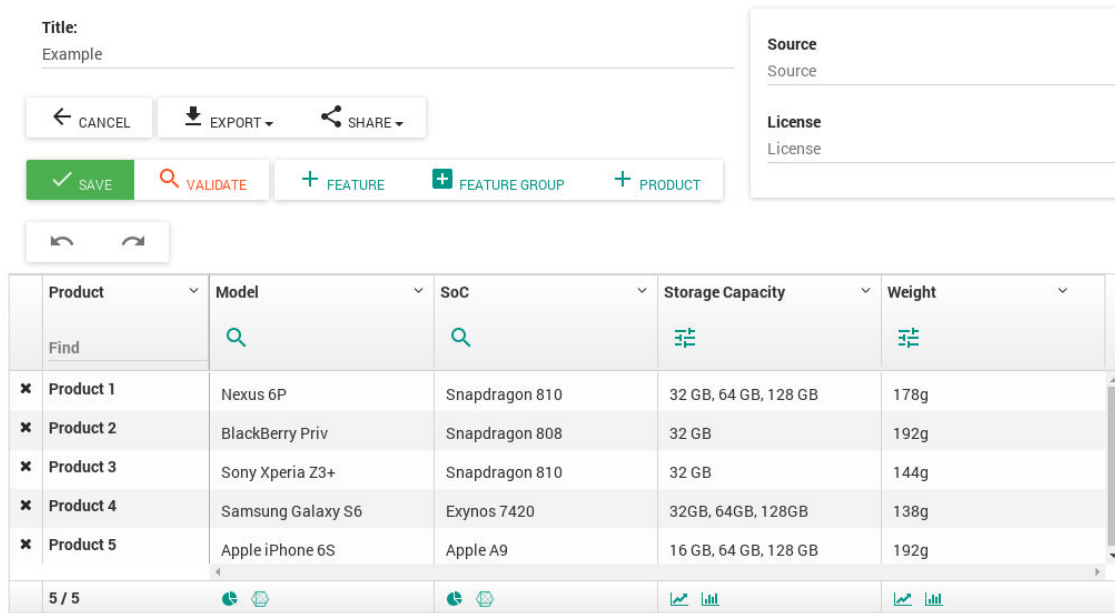 Title:
Example
Source
Source
License
License
CANCEL EXPORT SHARE
SAVE VALIDATE FEATURE FEATURE GROUP PRODUCT
Product Model SoC Storage Capacity Weight
Find
Product 1 Nexus 6P Snapdragon 810 32 GB, 64 GB, 128 GB 178g
Product 2 BlackBerry Priv Snapdragon 808 32 GB 192g
Product 3 Sony Xperia Z3+ Snapdragon 810 32 GB 144g
Product 4 Samsung Galaxy S6 Exynos 7420 32GB, 64GB, 128GB 138g
Product 5 Apple iPhone 6S Apple A9 16 GB, 64 GB, 128 GB 192g
5 / 5